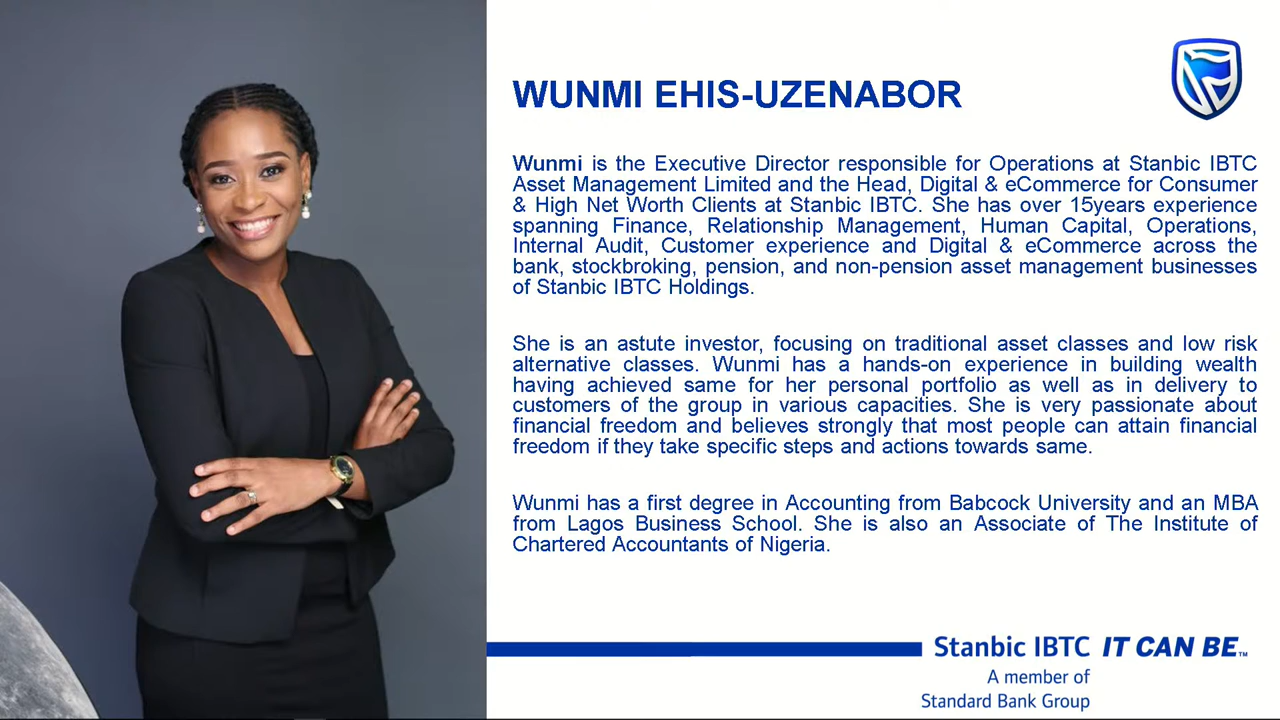 WUNMI EHIS-UZENABOR
Wunmi is the Executive Director responsible for Operations at Stanbic IBTC
Asset Management Limited and the Head, Digital & eCommerce for Consumer
& High Net Worth Clients at Stanbic IBTC. She has over 15years experience
spanning Finance, Relationship Management, Human Capital, Operations,
Internal Audit, Customer experience and Digital & eCommerce across the
bank, stockbroking, pension, and non-pension asset management businesses
of Stanbic IBTC Holdings.
She is an astute investor, focusing on traditional asset classes and low risk
alternative classes. Wunmi has a hands-on experience in building wealth
having achieved same for her personal portfolio as well as in delivery to
customers of the group in various capacities. She is very passionate about
financial freedom and believes strongly that most people can attain financial
freedom if they take specific steps and actions towards same.
Wunmi has a first degree in Accounting from Babcock University and an MBA
from Lagos Business School. She is also an Associate of The Institute of
Chartered Accountants of Nigeria.
Stanbic IBTC IT CAN BE™
A member of
Standard Bank Group